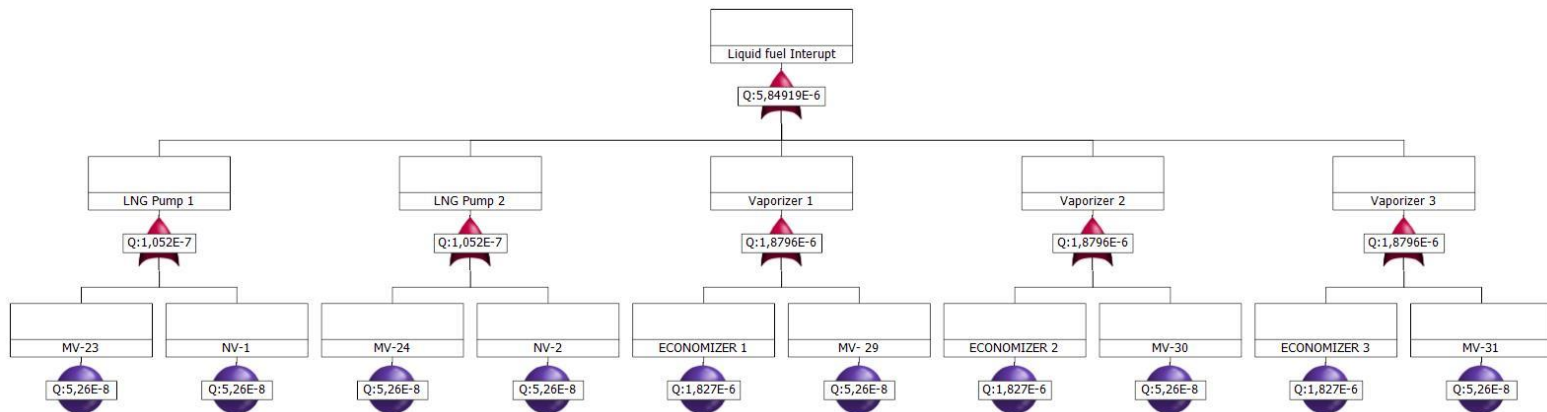 Liquid fuel Interupt
Q:5,84919E-6
LNG Pump 1
LNG Pump 2
Vaporizer 1
Vaporizer 2
Vaporizer 3
Q:1,052E-7
Q:1,052E-7
Q:1,8796E-6
Q:1,8796E-6
Q:1,8796E-6
MV-23
NV-1
MV-24
NV-2
ECONOMIZER 1
MV- 29
ECONOMIZER 2
MV-30
ECONOMIZER 3
MV-31
Q:5,26E-8
Q:5,26E-8
Q:5,26E-8
Q:5,26E-8
Q:1,827E-6
Q:5,26E-8
Q:1,827E-6
Q:5,26E-8
Q:1,827E-6
Q:5,26E-8